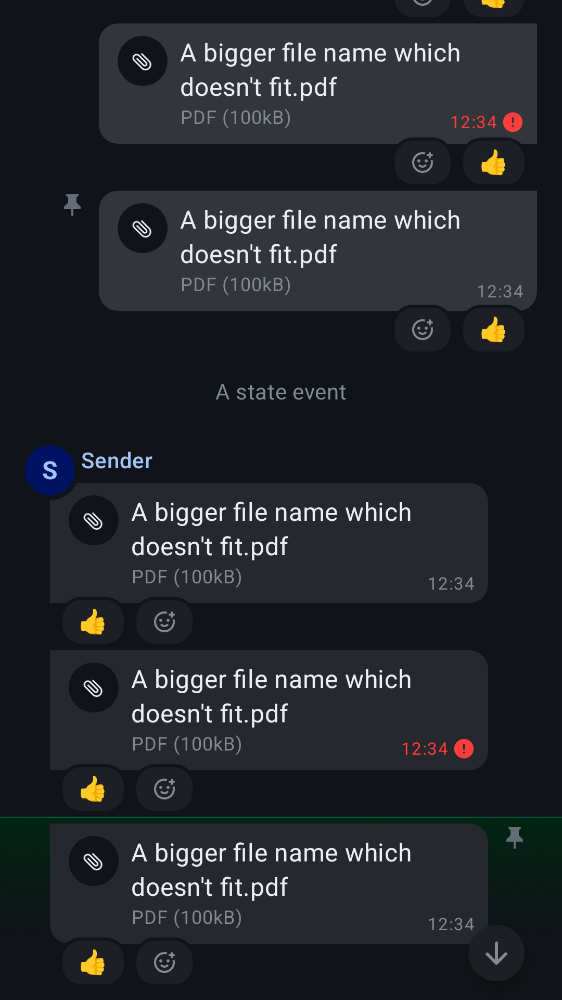 A bigger file name which
doesn't fit.pdf
PDF (100kB)
12:34
A bigger file name which
doesn't fit.pdf
PDF (100kB)
12:34
A state event
S
Sender
A bigger file name which
doesn't fit.pdf
PDF (100kB)
12:34
A bigger file name which
doesn't fit.pdf
PDF (100kB)
12:34
A bigger file name which
doesn't fit.pdf
PDF (100kB)
12:34